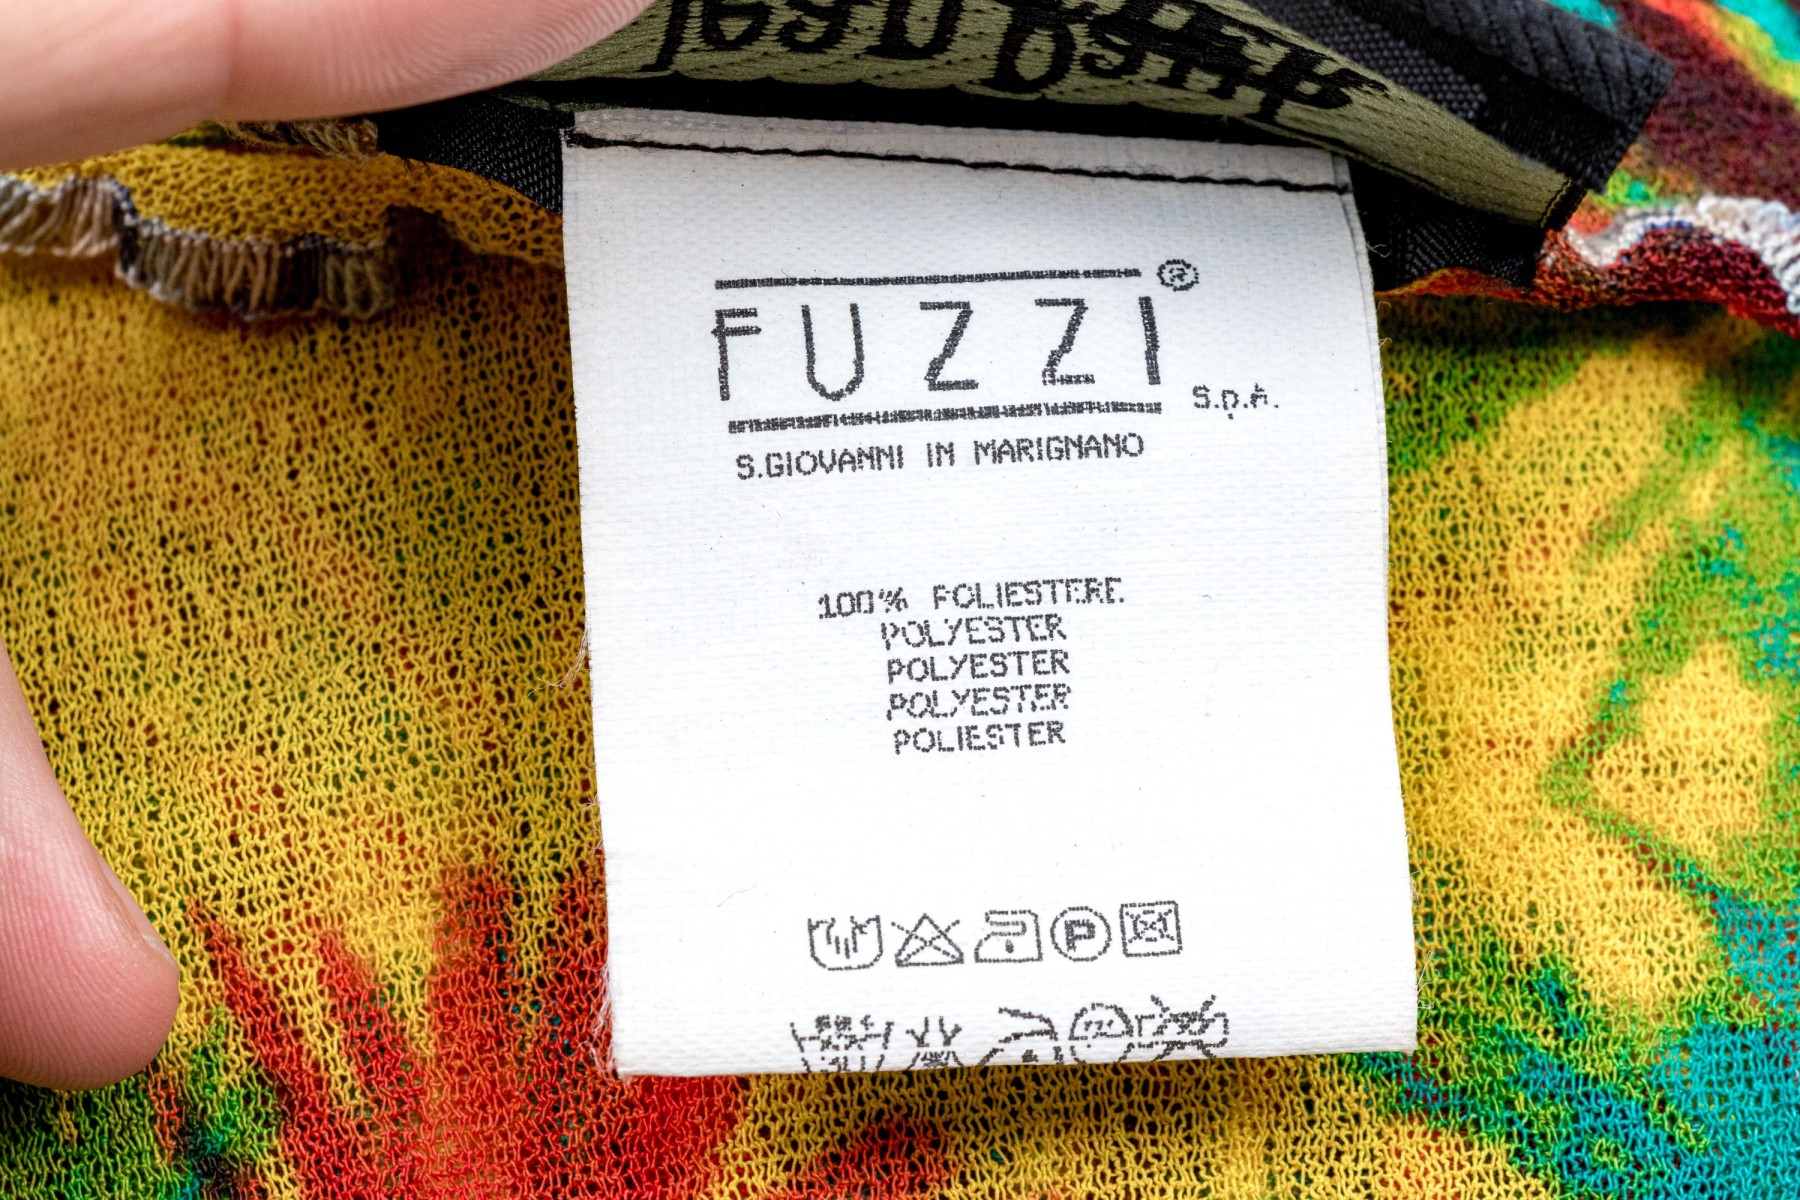 FUZZI®
S.p.A.
S.GIOVANNI IN MARIGNANO
100% POLIESTERE
POLYESTER
POLYESTER
POLYESTER
POLIESTER
P